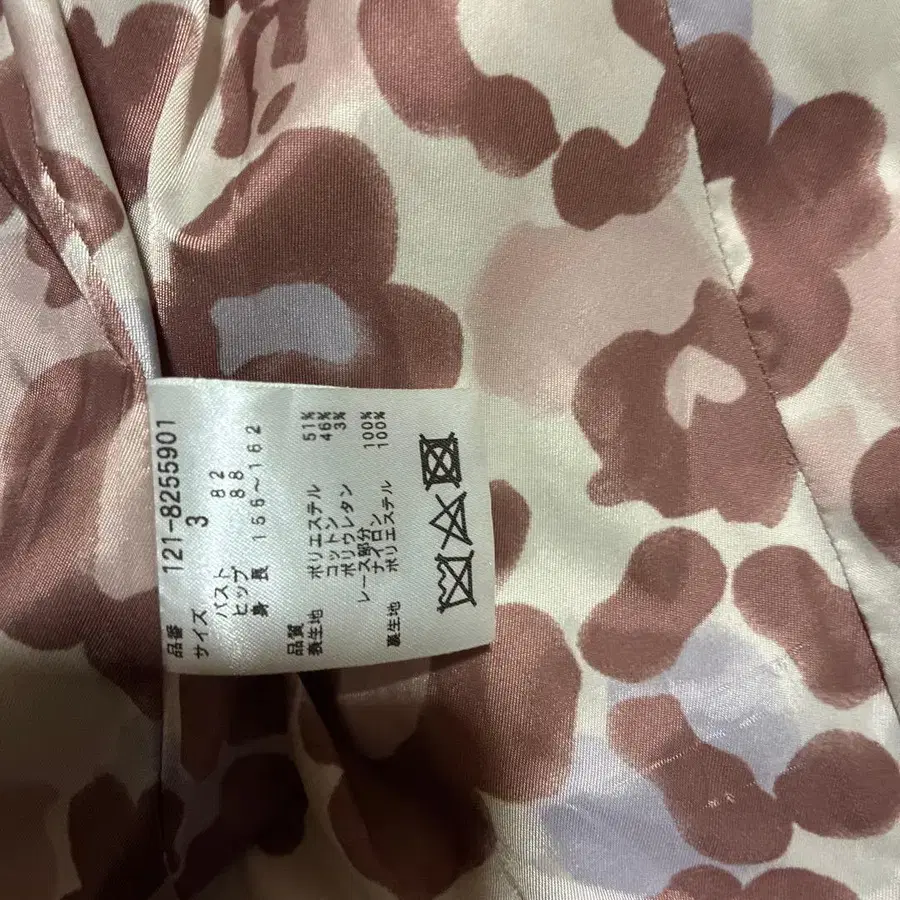 品番 121-8255901
サイズ 3
バスト 82
ヒップ 88
身長 156～162
品質
表生地 ポリエステル 51%
コットン 46%
ポリウレタン 3%
レース部分
ナイロン 100%
裏生地 ポリエステル 100%